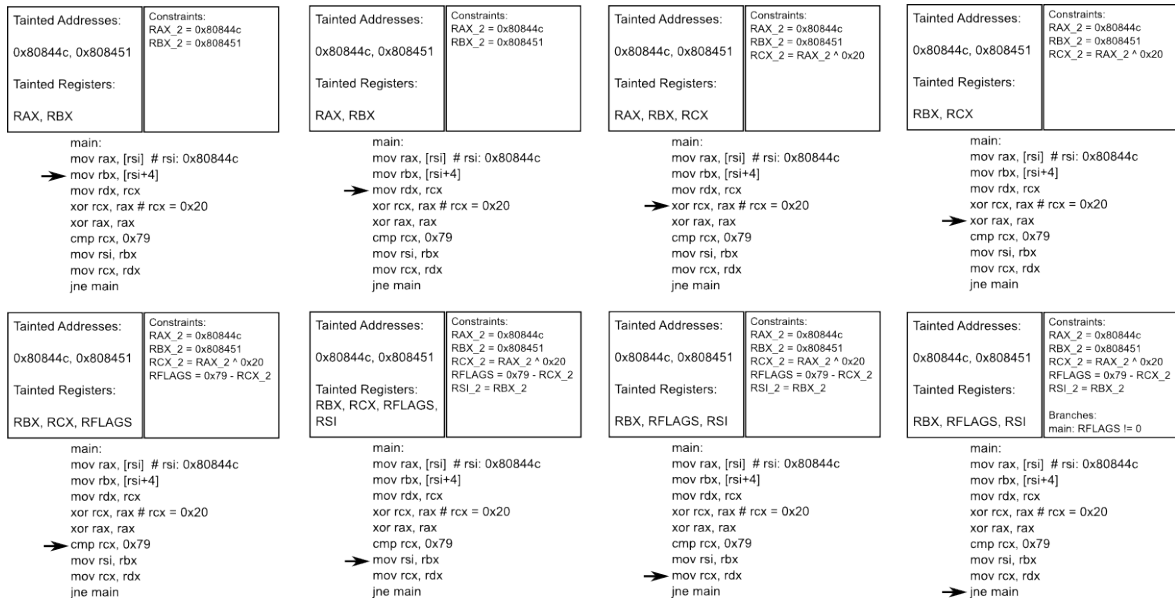 Tainted Addresses:
0x80844c, 0x808451
Tainted Registers:
RAX, RBX
Constraints:
RAX_2 = 0x80844c
RBX_2 = 0x808451
main:
mov rax, [rsi] # rsi: 0x80844c
mov rbx, [rsi+4]
mov rdx, rcx
xor rcx, rax # rcx = 0x20
xor rax, rax
cmp rcx, 0x79
mov rsi, rbx
mov rcx, rdx
jne main
Tainted Addresses:
0x80844c, 0x808451
Tainted Registers:
RAX, RBX
Constraints:
RAX_2 = 0x80844c
RBX_2 = 0x808451
main:
mov rax, [rsi] # rsi: 0x80844c
mov rbx, [rsi+4]
mov rdx, rcx
xor rcx, rax # rcx = 0x20
xor rax, rax
cmp rcx, 0x79
mov rsi, rbx
mov rcx, rdx
jne main
Tainted Addresses:
0x80844c, 0x808451
Tainted Registers:
RAX, RBX, RCX
Constraints:
RAX_2 = 0x80844c
RBX_2 = 0x808451
RCX_2 = RAX_2 ^ 0x20
main:
mov rax, [rsi] # rsi: 0x80844c
mov rbx, [rsi+4]
mov rdx, rcx
xor rcx, rax # rcx = 0x20
xor rax, rax
cmp rcx, 0x79
mov rsi, rbx
mov rcx, rdx
jne main
Tainted Addresses:
0x80844c, 0x808451
Tainted Registers:
RBX, RCX
Constraints:
RAX_2 = 0x80844c
RBX_2 = 0x808451
RCX_2 = RAX_2 ^ 0x20
main:
mov rax, [rsi] # rsi: 0x80844c
mov rbx, [rsi+4]
mov rdx, rcx
xor rcx, rax # rcx = 0x20
xor rax, rax
cmp rcx, 0x79
mov rsi, rbx
mov rcx, rdx
jne main
Tainted Addresses:
0x80844c, 0x808451
Tainted Registers:
RBX, RCX, RFLAGS
Constraints:
RAX_2 = 0x80844c
RBX_2 = 0x808451
RCX_2 = RAX_2 ^ 0x20
RFLAGS = 0x79 - RCX_2
main:
mov rax, [rsi] # rsi: 0x80844c
mov rbx, [rsi+4]
mov rdx, rcx
xor rcx, rax # rcx = 0x20
xor rax, rax
cmp rcx, 0x79
mov rsi, rbx
mov rcx, rdx
jne main
Tainted Addresses:
0x80844c, 0x808451
Tainted Registers:
RBX, RCX, RFLAGS,
RSI
Constraints:
RAX_2 = 0x80844c
RBX_2 = 0x808451
RCX_2 = RAX_2 ^ 0x20
RFLAGS = 0x79 - RCX_2
RSI_2 = RBX_2
main:
mov rax, [rsi] # rsi: 0x80844c
mov rbx, [rsi+4]
mov rdx, rcx
xor rcx, rax # rcx = 0x20
xor rax, rax
cmp rcx, 0x79
mov rsi, rbx
mov rcx, rdx
jne main
Tainted Addresses:
0x80844c, 0x808451
Tainted Registers:
RBX, RFLAGS, RSI
Constraints:
RAX_2 = 0x80844c
RBX_2 = 0x808451
RCX_2 = RAX_2 ^ 0x20
RFLAGS = 0x79 - RCX_2
RSI_2 = RBX_2
main:
mov rax, [rsi] # rsi: 0x80844c
mov rbx, [rsi+4]
mov rdx, rcx
xor rcx, rax # rcx = 0x20
xor rax, rax
cmp rcx, 0x79
mov rsi, rbx
mov rcx, rdx
jne main
Tainted Addresses:
0x80844c, 0x808451
Tainted Registers:
RBX, RFLAGS, RSI
Constraints:
RAX_2 = 0x80844c
RBX_2 = 0x808451
RCX_2 = RAX_2 ^ 0x20
RFLAGS = 0x79 - RCX_2
RSI_2 = RBX_2
Branches:
main: RFLAGS != 0
main:
mov rax, [rsi] # rsi: 0x80844c
mov rbx, [rsi+4]
mov rdx, rcx
xor rcx, rax # rcx = 0x20
xor rax, rax
cmp rcx, 0x79
mov rsi, rbx
mov rcx, rdx
jne main